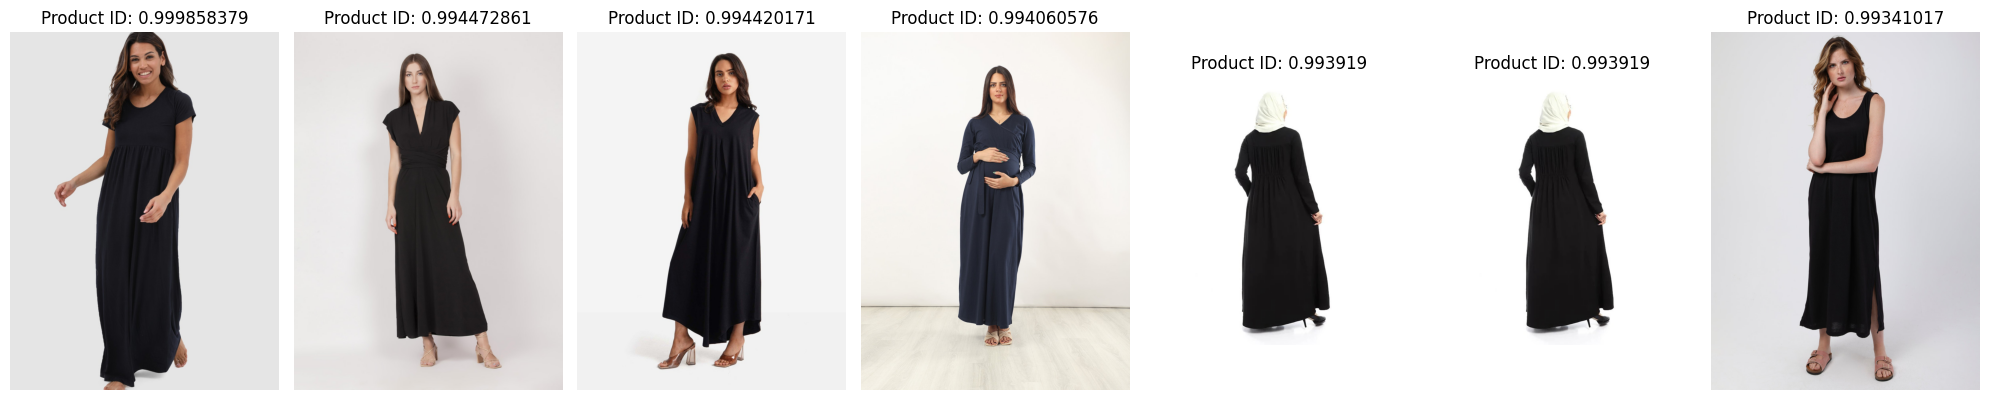 Product ID: 0.999858379
Product ID: 0.994472861
Product ID: 0.994420171
Product ID: 0.994060576
Product ID: 0.993919
Product ID: 0.993919
Product ID: 0.99341017